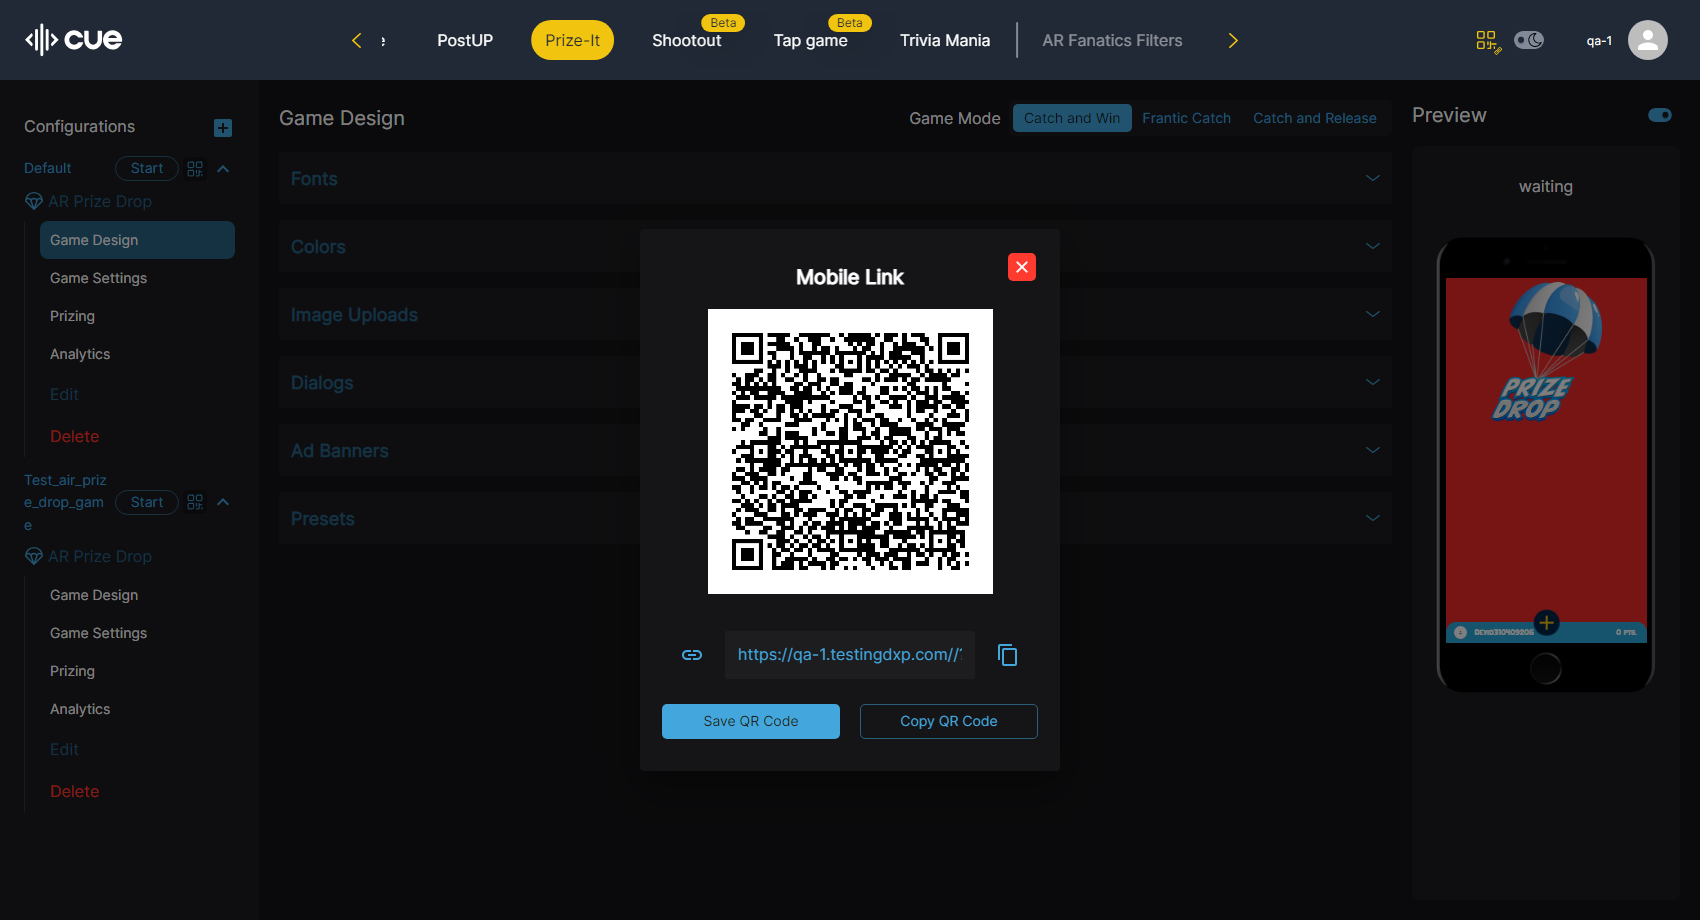 cue
PostUP
Prize-It
Shootout
Beta
Tap game
Beta
Trivia Mania
AR Fanatics Filters
qa-1
Configurations
Default
Start
AR Prize Drop
Game Design
Game Settings
Prizing
Analytics
Edit
Delete
Test_air_priz
e_drop_gam
e
Start
AR Prize Drop
Game Design
Game Settings
Prizing
Analytics
Edit
Delete
Game Design
Game Mode
Catch and Win
Frantic Catch
Catch and Release
Fonts
Colors
Image Uploads
Dialogs
Ad Banners
Presets
Mobile Link
https://qa-1.testingdxp.com//
Save QR Code
Copy QR Code
Preview
waiting
PRIZE
DROP
0 PTS.